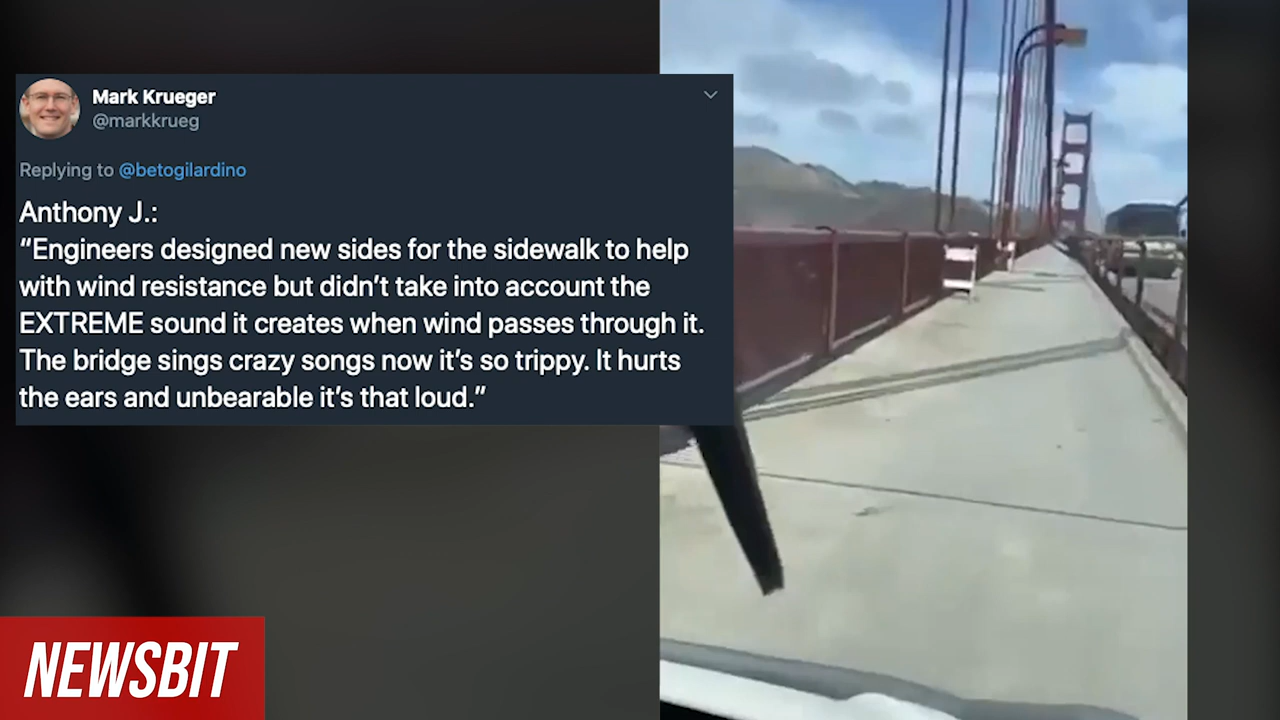 Mark Krueger
@markkrueg
Replying to @betogilardino
Anthony J.:
“Engineers designed new sides for the sidewalk to help
with wind resistance but didn’t take into account the
EXTREME sound it creates when wind passes through it.
The bridge sings crazy songs now it’s so trippy. It hurts
the ears and unbearable it’s that loud.”
NEWSBIT